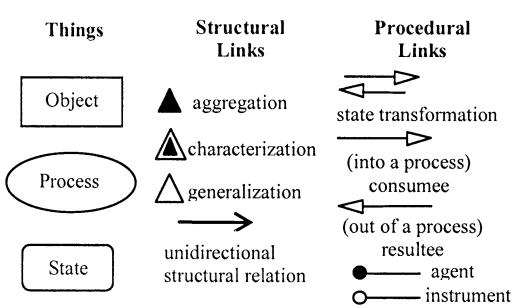 Things
Object
Process
State
Structural
Links
aggregation
characterization
generalization
unidirectional
structural relation
Procedural
Links
state transformation
(into a process)
consumee
(out of a process)
resultee
agent
instrument